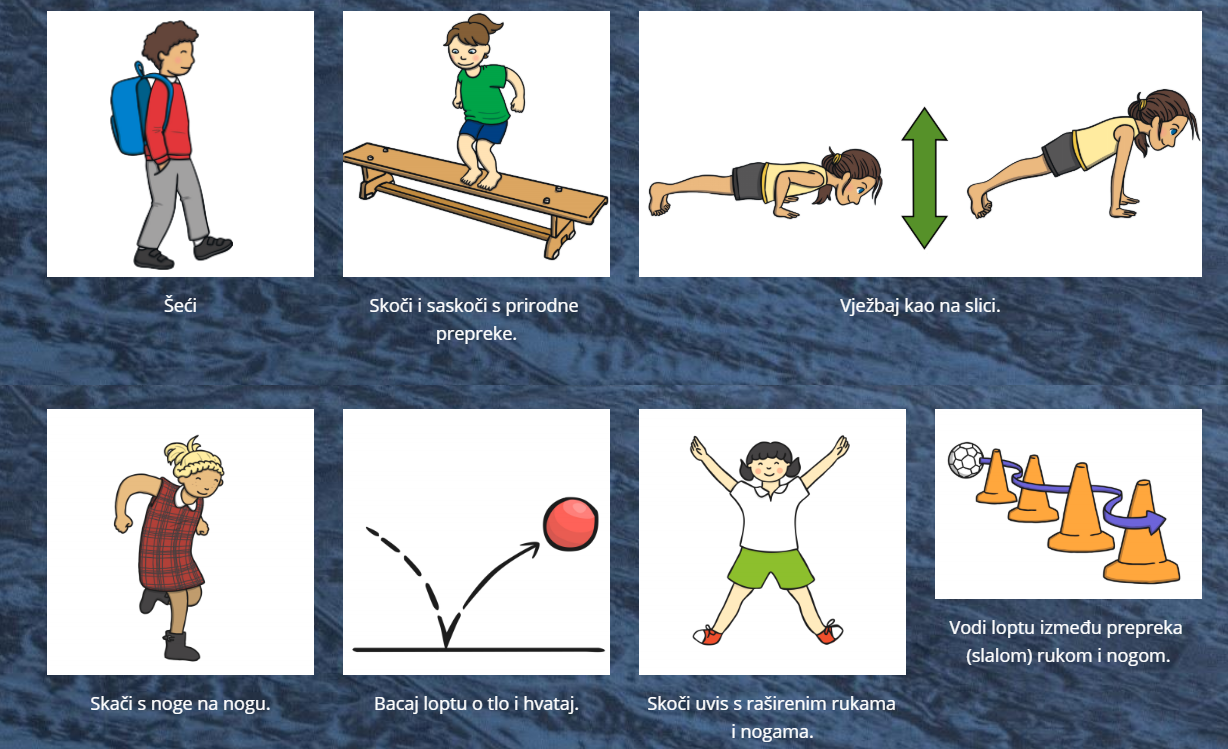 Šeći
Skoči i saskoči s prirodne
prepreke.
Vježbaj kao na slici.
Skači s noge na nogu.
Bacaj loptu o tlo i hvataj.
Skoči uvis s raširenim rukama
i nogama.
Vodi loptu između prepreka
(slalom) rukom i nogom.